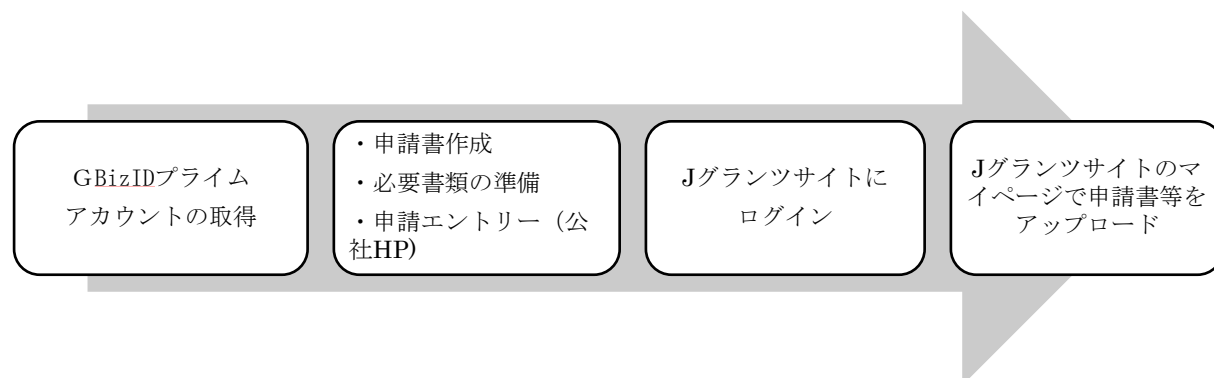 GBizIDプライム
アカウントの取得
・申請書作成
・必要書類の準備
・申請エントリー（公
社HP)
Jグランツサイトに
ログイン
Jグランツサイトのマ
イページで申請書等を
アップロード